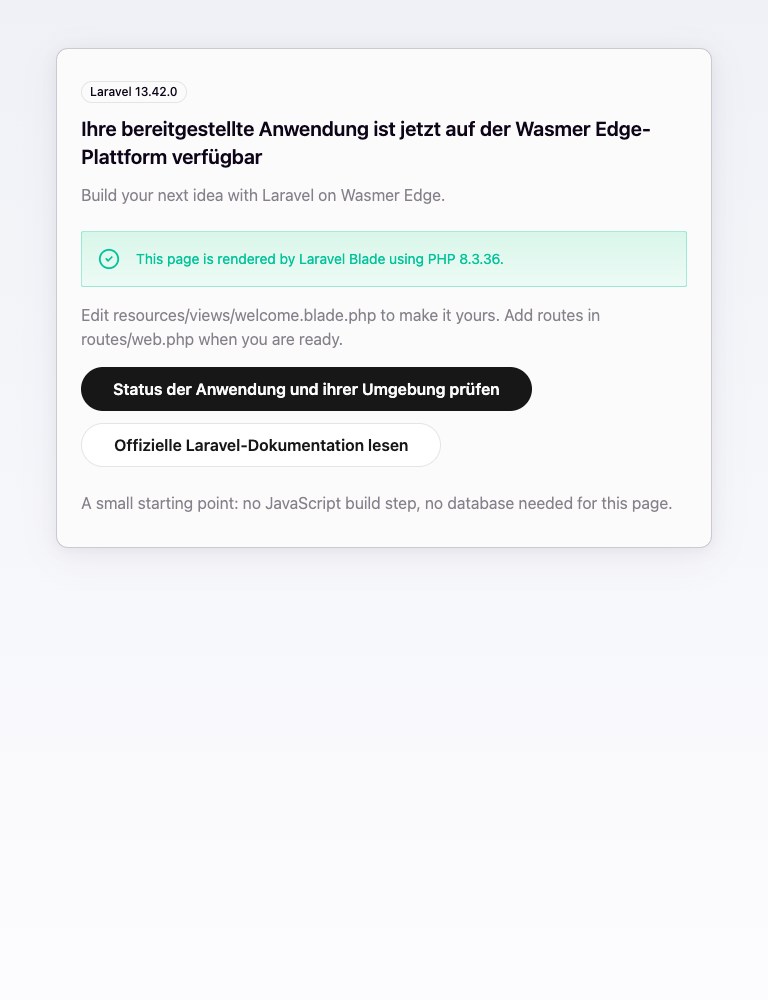 Laravel 13.42.0
Ihre bereitgestellte Anwendung ist jetzt auf der Wasmer Edge-
Plattform verfügbar
Build your next idea with Laravel on Wasmer Edge.
This page is rendered by Laravel Blade using PHP 8.3.36.
Edit resources/views/welcome.blade.php to make it yours. Add routes in
routes/web.php when you are ready.
Status der Anwendung und ihrer Umgebung prüfen
Offizielle Laravel-Dokumentation lesen
A small starting point: no JavaScript build step, no database needed for this page.